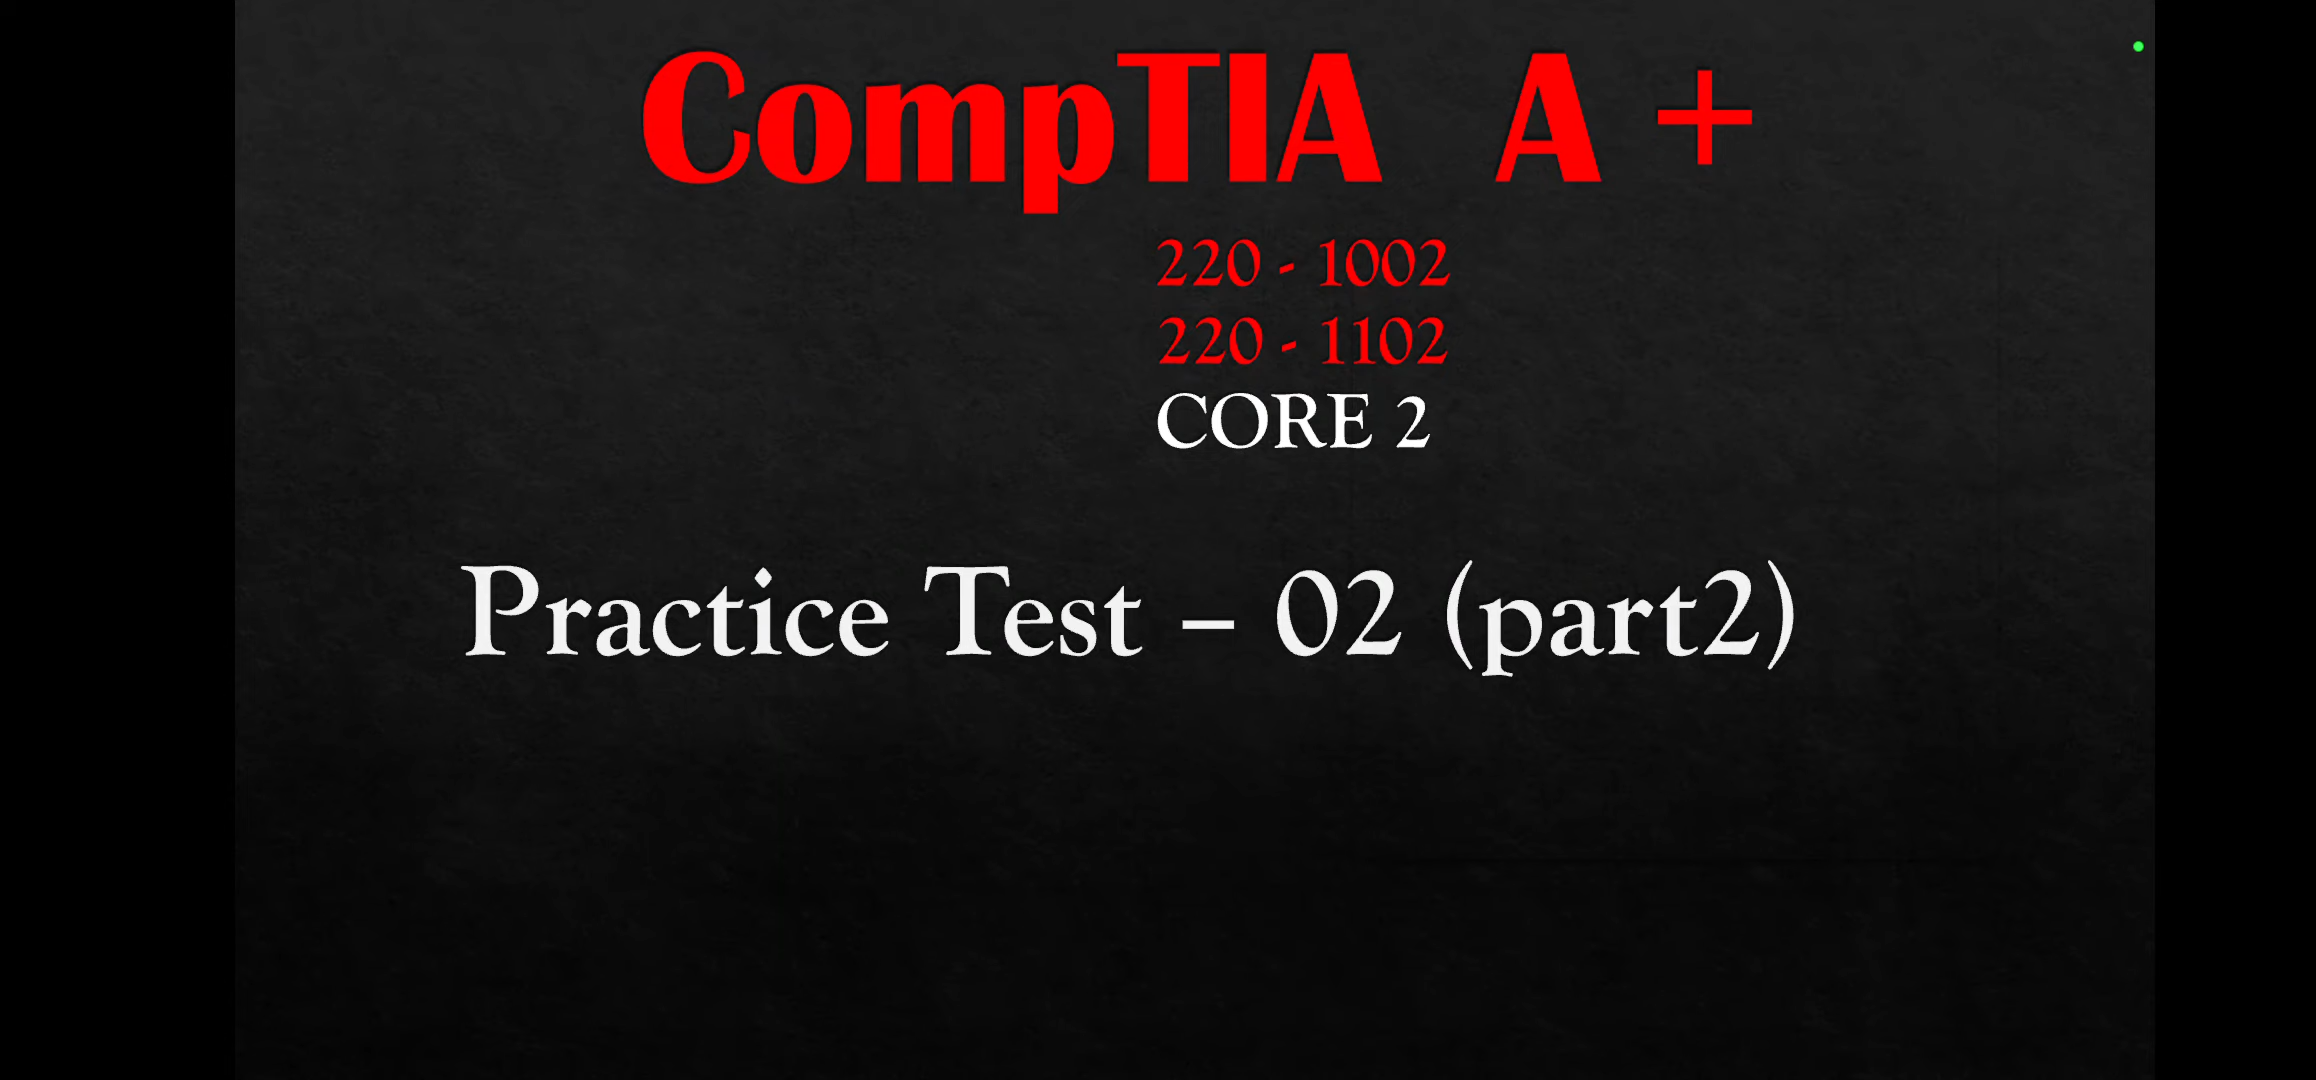 CompTIA A +
220 - 1002
220 - 1102
CORE 2
Practice Test – 02 (part2)